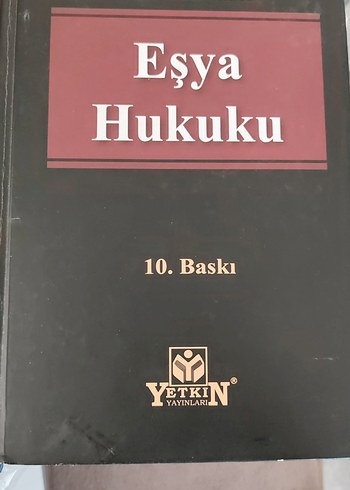 Eşya
Hukuku
10. Baskı
YETKİN®
YAYINLARI